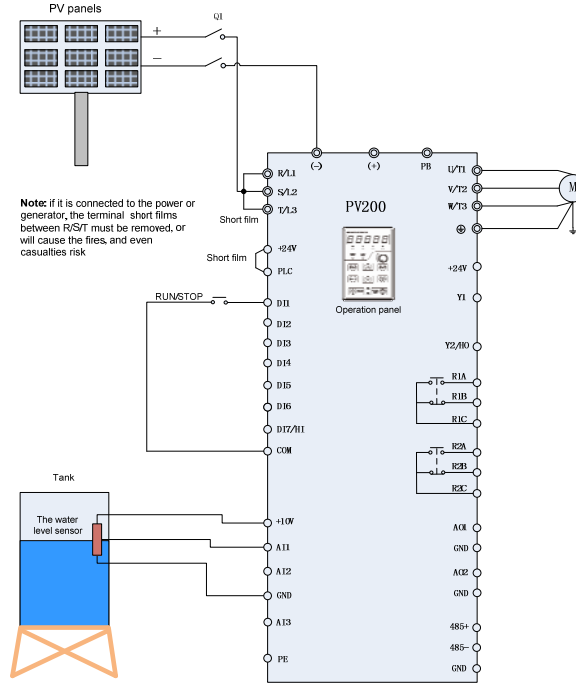 PV panels
+
−
Q1
(-)
(+)
PB
R/L1
S/L2
T/L3
Short film
U/T1
V/T2
W/T3
M
PV200
Note: if it is connected to the power or
generator, the terminal short films
between R/S/T must be removed, or
will cause the fires, and even
casualties risk
Short film
+24V
PLC
Operation panel
+24V
Y1
Y2/HO
RUN/STOP
DI1
DI2
DI3
DI4
DI5
DI6
DI7/HI
COM
R1A
R1B
R1C
R2A
R2B
R2C
Tank
The water
level sensor
+10V
AI1
AI2
GND
AI3
PE
AO1
GND
AO2
GND
485+
485-
GND